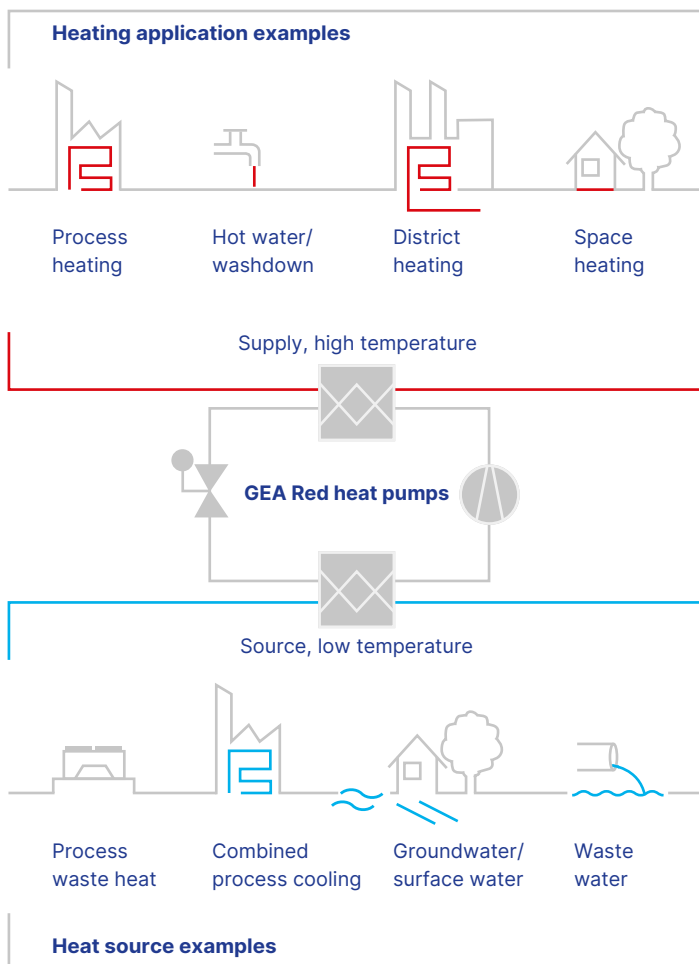 Heating application examples
Process
heating
Hot water/
washdown
District
heating
Space
heating
Supply, high temperature
GEA Red heat pumps
Source, low temperature
Process
waste heat
Combined
process cooling
Groundwater/
surface water
Waste
water
Heat source examples